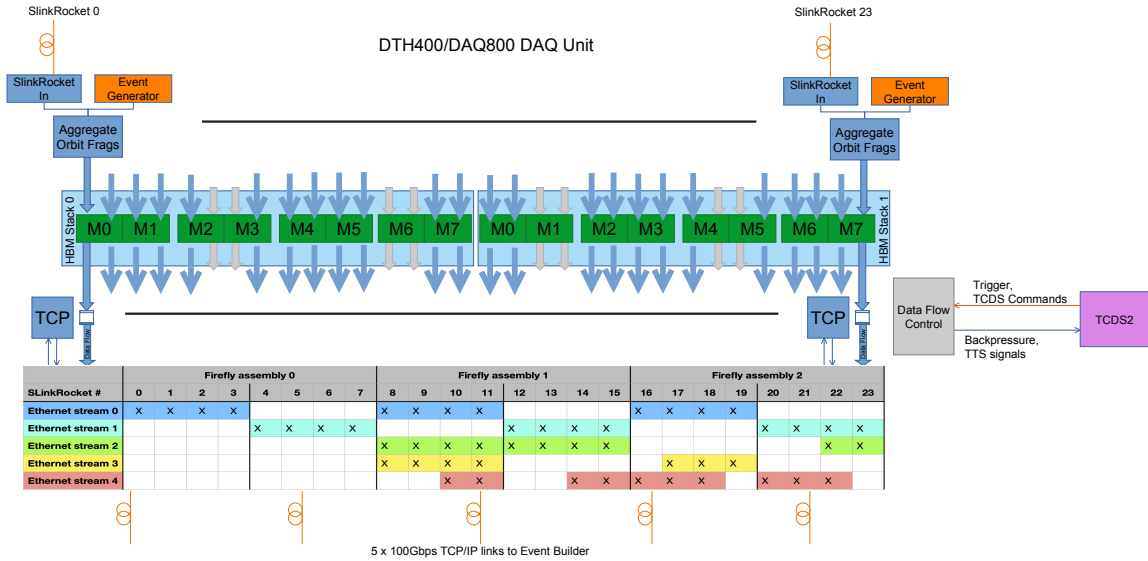 SlinkRocket 0
SlinkRocket 23
DTH400/DAQ800 DAQ Unit
SlinkRocket
In
Event
Generator
SlinkRocket
In
Event
Generator
Aggregate
Orbit Frags
Aggregate
Orbit Frags
HBM Stack 0
M0 M1 M2 M3 M4 M5 M6 M7
M0 M1 M2 M3 M4 M5 M6 M7
HBM Stack 1
TCP
Data Flow
TCP
Data Flow
Data Flow
Control
Trigger,
TCDS Commands
Backpressure,
TTS signals
TCDS2
Firefly assembly 0 Firefly assembly 1 Firefly assembly 2
SLinkRocket # 0 1 2 3 4 5 6 7 8 9 10 11 12 13 14 15 16 17 18 19 20 21 22 23
Ethernet stream 0 X X X X X X X X X X X X
Ethernet stream 1 X X X X X X X X X X X X
Ethernet stream 2 X X X X X X X X X X
Ethernet stream 3 X X X X X X X
Ethernet stream 4 X X X X X X X X X X
5 x 100Gbps TCP/IP links to Event Builder